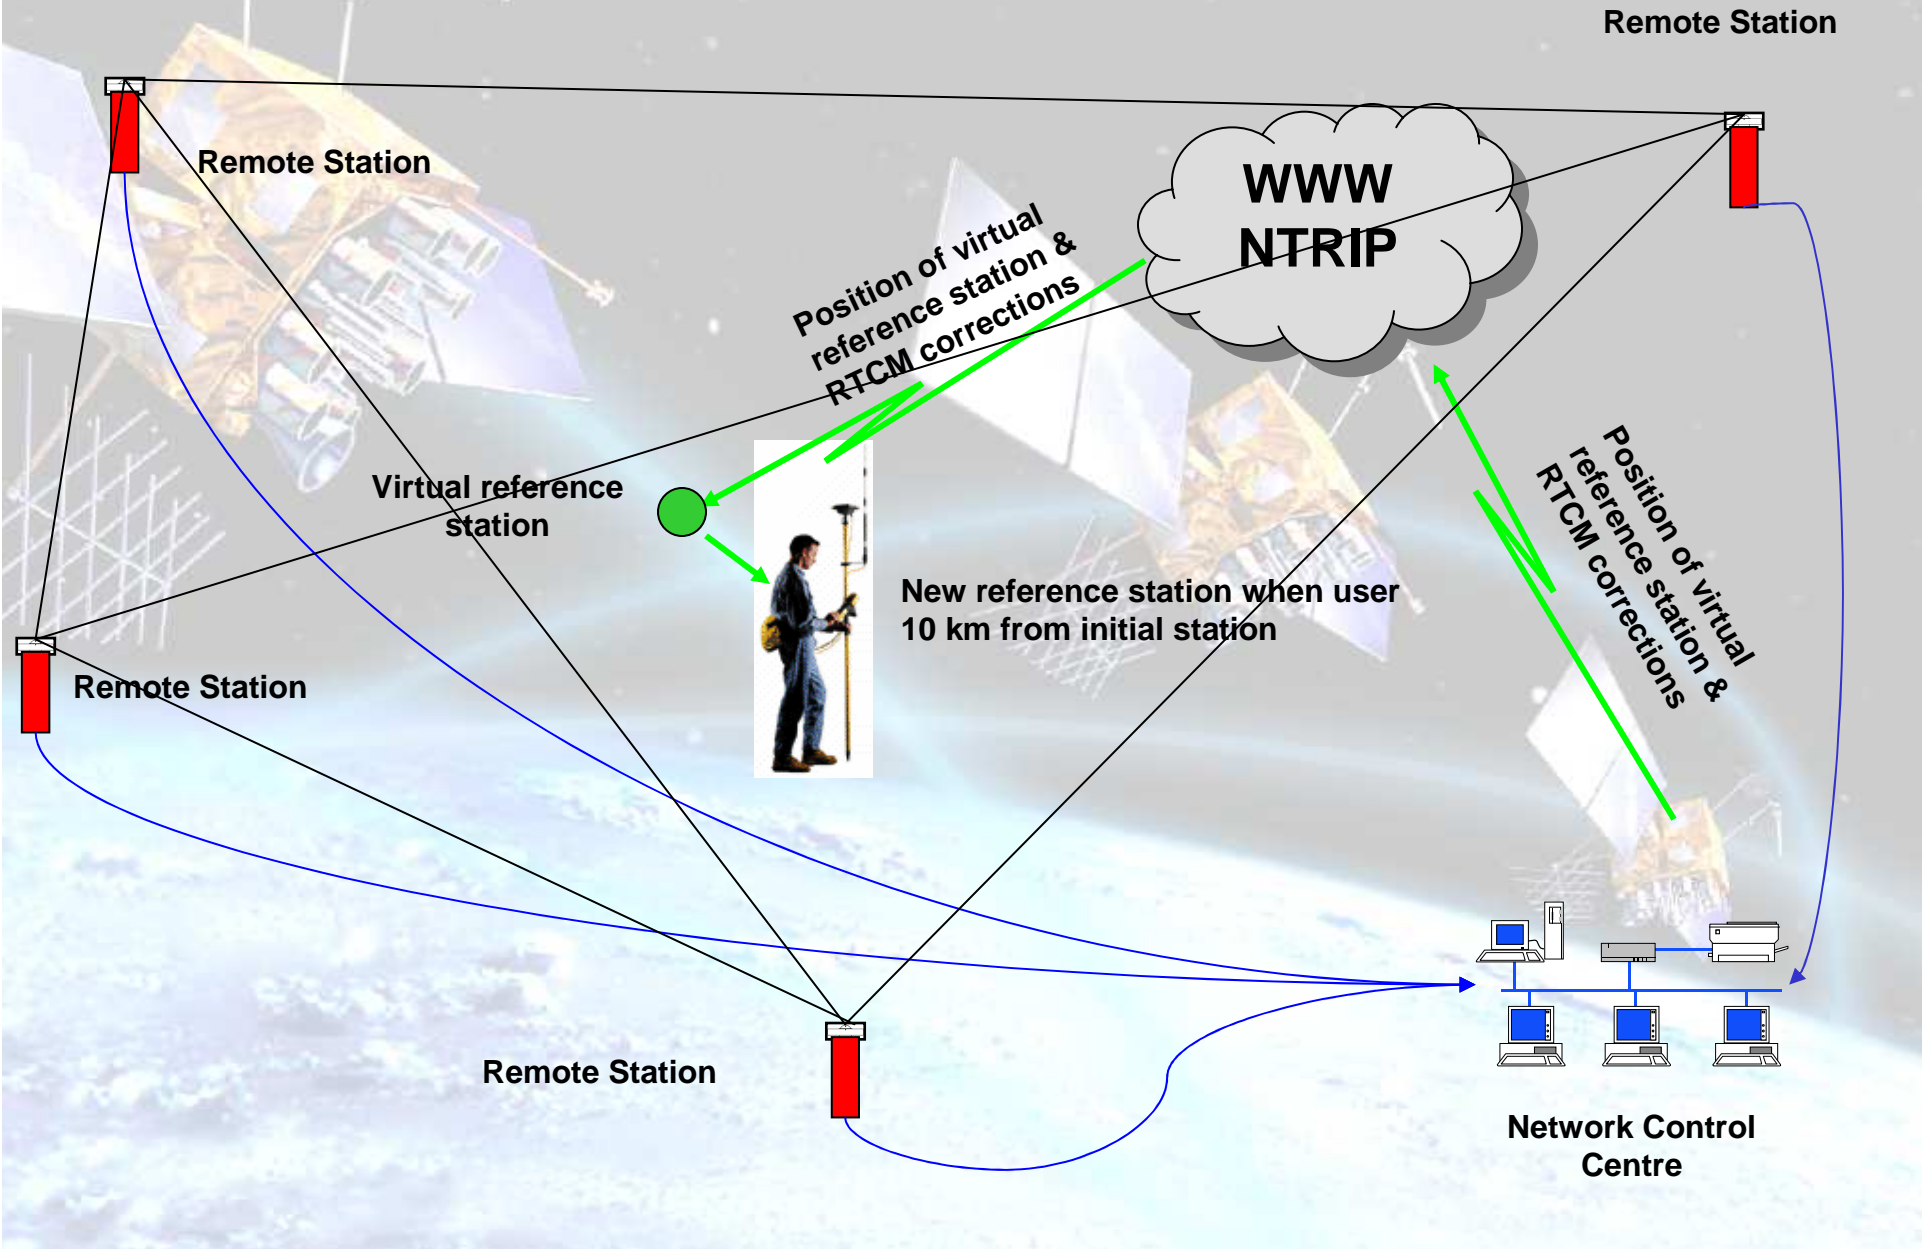 Remote Station
Remote Station
WWW
NTRIP
Position of virtual
reference station &
RTCM corrections
Position of virtual
reference station &
RTCM corrections
Virtual reference
station
New reference station when user
10 km from initial station
Remote Station
Remote Station
Network Control
Centre